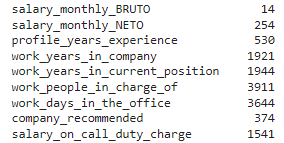 salary_monthly_BRUTO 14
salary_monthly_NETO 254
profile_years_experience 530
work_years_in_company 1921
work_years_in_current_position 1944
work_people_in_charge_of 3911
work_days_in_the_office 3644
company_recommended 374
salary_on_call_duty_charge 1541